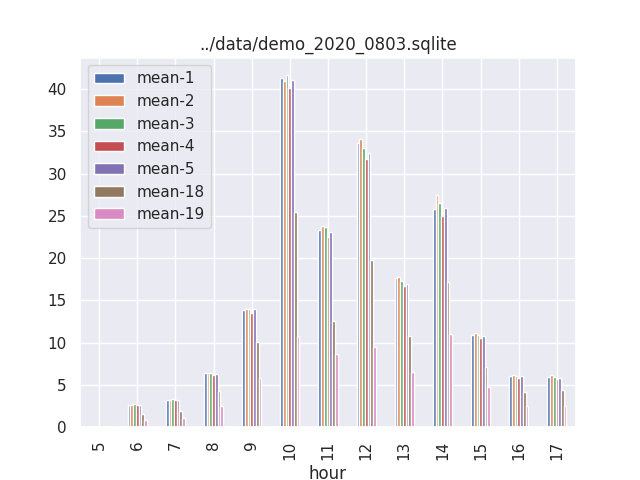 ../data/demo_2020_0803.sqlite
mean-1
mean-2
mean-3
mean-4
mean-5
mean-18
mean-19
40
35
30
25
20
15
10
5
0
5 6 7 8 9 10 11 12 13 14 15 16 17
hour